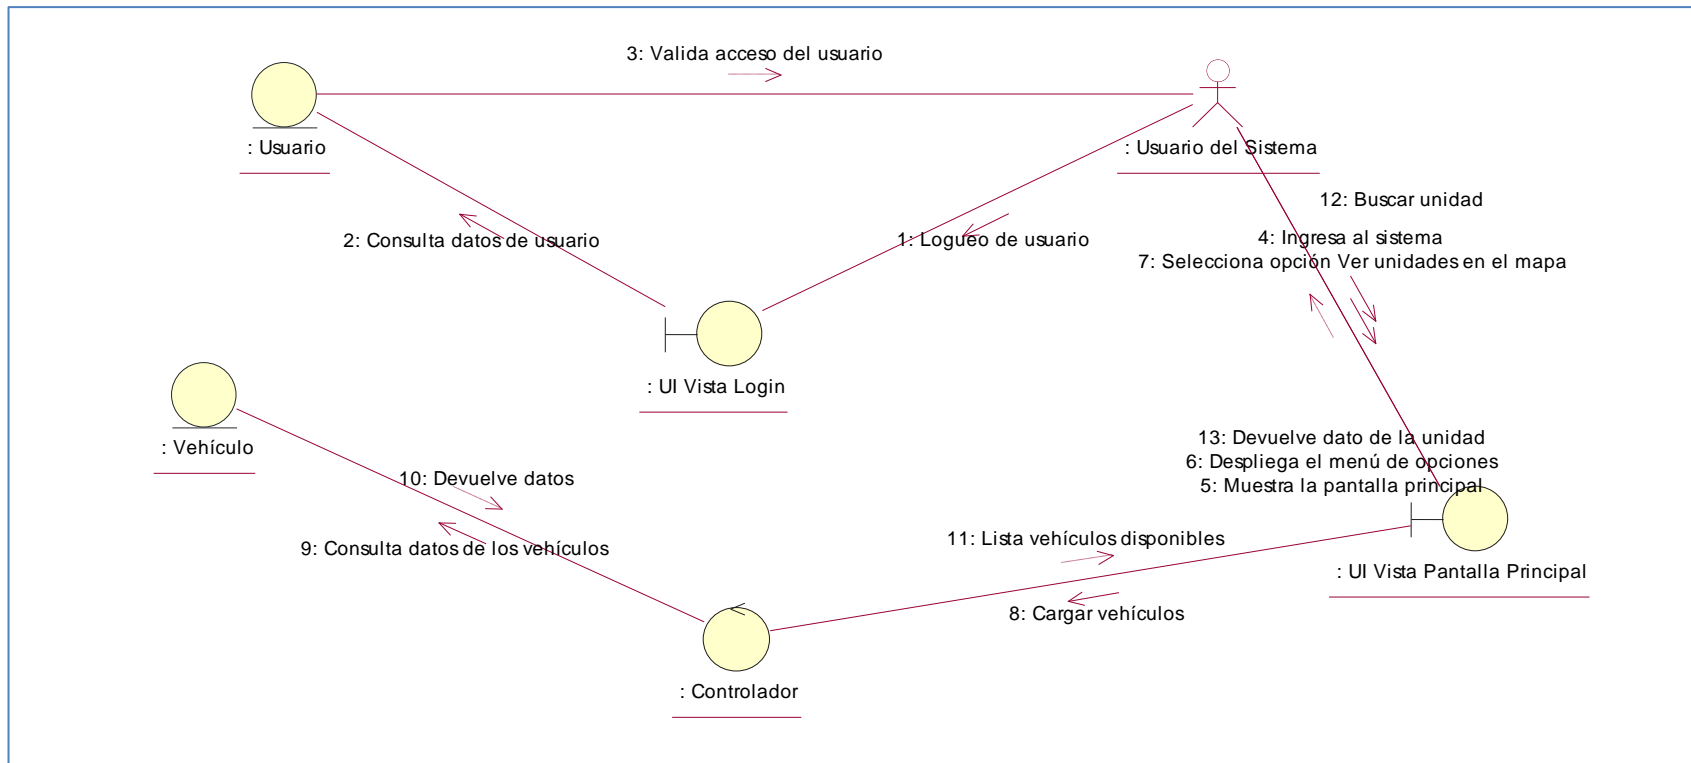 3: Valida acceso del usuario
: Usuario
: Usuario del Sistema
12: Buscar unidad
2: Consulta datos de usuario
1: Logueo de usuario
4: Ingresa al sistema
7: Selecciona opción Ver unidades en el mapa
: UI Vista Login
: Vehículo
13: Devuelve dato de la unidad
6: Despliega el menú de opciones
5: Muestra la pantalla principal
10: Devuelve datos
9: Consulta datos de los vehículos
11: Lista vehículos disponibles
: UI Vista Pantalla Principal
8: Cargar vehículos
: Controlador